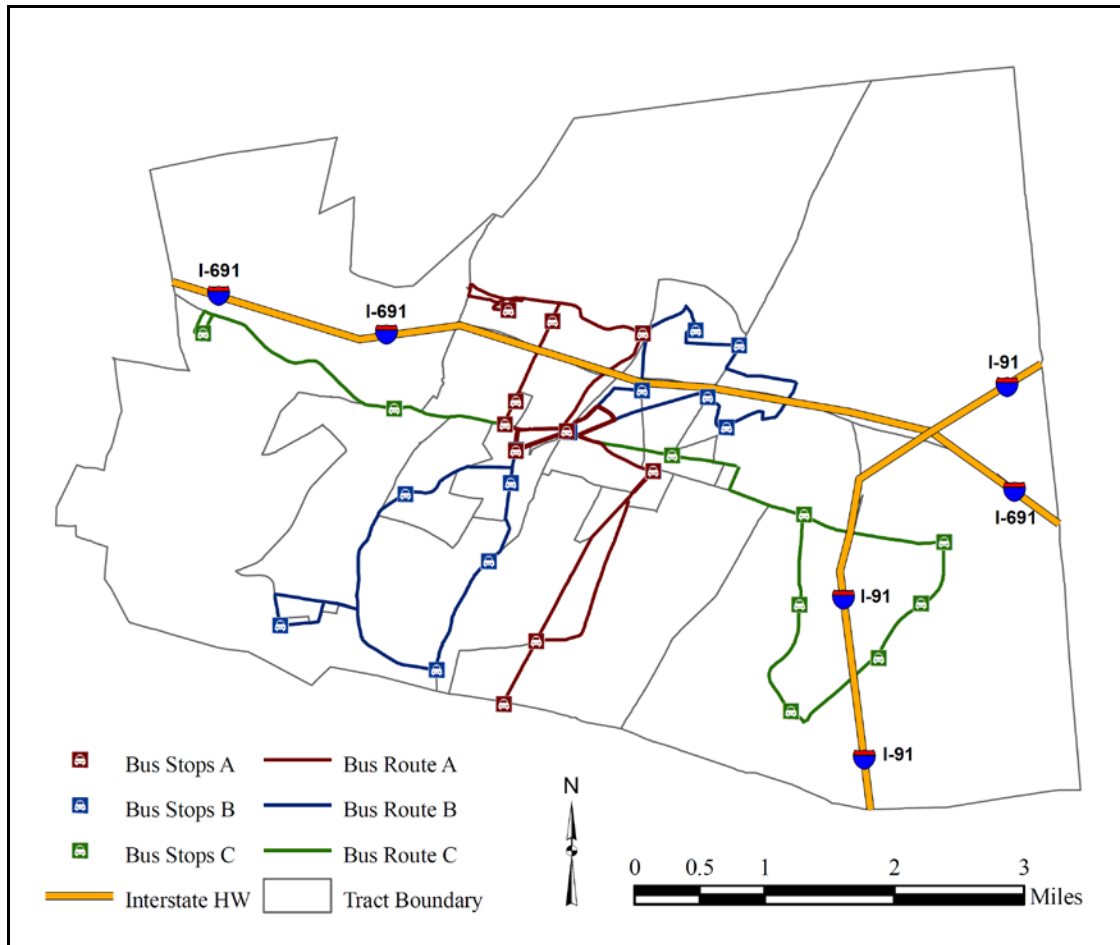 I-691
I-691
I-91
I-691
I-91
I-91
Bus Stops A Bus Route A
Bus Stops B Bus Route B
Bus Stops C Bus Route C
Interstate HW Tract Boundary
N
0 0.5 1 2 3
Miles